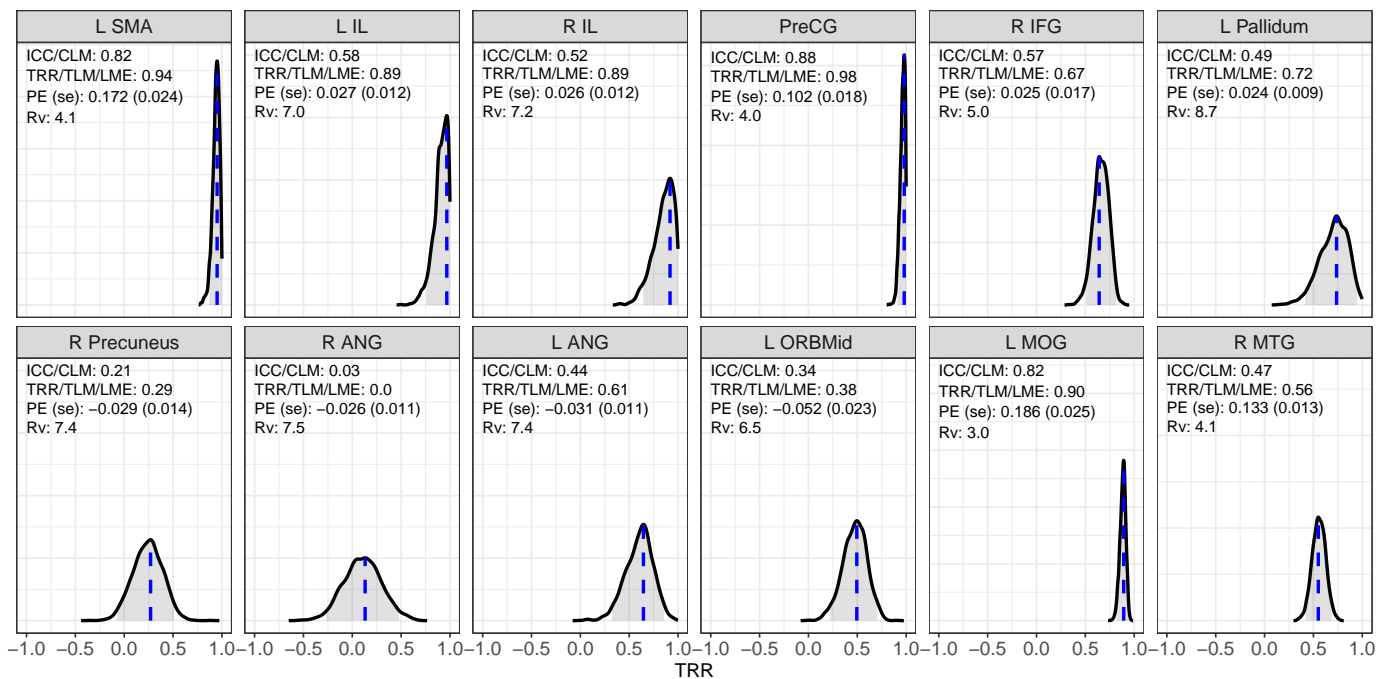 L SMA
ICC/CLM: 0.82
TRR/TLM/LME: 0.94
PE (se): 0.172 (0.024)
Rv: 4.1
L IL
ICC/CLM: 0.58
TRR/TLM/LME: 0.89
PE (se): 0.027 (0.012)
Rv: 7.0
R IL
ICC/CLM: 0.52
TRR/TLM/LME: 0.89
PE (se): 0.026 (0.012)
Rv: 7.2
PreCG
ICC/CLM: 0.88
TRR/TLM/LME: 0.98
PE (se): 0.102 (0.018)
Rv: 4.0
R IFG
ICC/CLM: 0.57
TRR/TLM/LME: 0.67
PE (se): 0.025 (0.017)
Rv: 5.0
L Pallidum
ICC/CLM: 0.49
TRR/TLM/LME: 0.72
PE (se): 0.024 (0.009)
Rv: 8.7
R Precuneus
ICC/CLM: 0.21
TRR/TLM/LME: 0.29
PE (se): −0.029 (0.014)
Rv: 7.4
R ANG
ICC/CLM: 0.03
TRR/TLM/LME: 0.0
PE (se): −0.026 (0.011)
Rv: 7.5
L ANG
ICC/CLM: 0.44
TRR/TLM/LME: 0.61
PE (se): −0.031 (0.011)
Rv: 7.4
L ORBMid
ICC/CLM: 0.34
TRR/TLM/LME: 0.38
PE (se): −0.052 (0.023)
Rv: 6.5
L MOG
ICC/CLM: 0.82
TRR/TLM/LME: 0.90
PE (se): 0.186 (0.025)
Rv: 3.0
R MTG
ICC/CLM: 0.47
TRR/TLM/LME: 0.56
PE (se): 0.133 (0.013)
Rv: 4.1
−1.0 −0.5 0.0 0.5 1.0 −1.0 −0.5 0.0 0.5 1.0 −1.0 −0.5 0.0 0.5 1.0 −1.0 −0.5 0.0 0.5 1.0 −1.0 −0.5 0.0 0.5 1.0 −1.0 −0.5 0.0 0.5 1.0
TRR